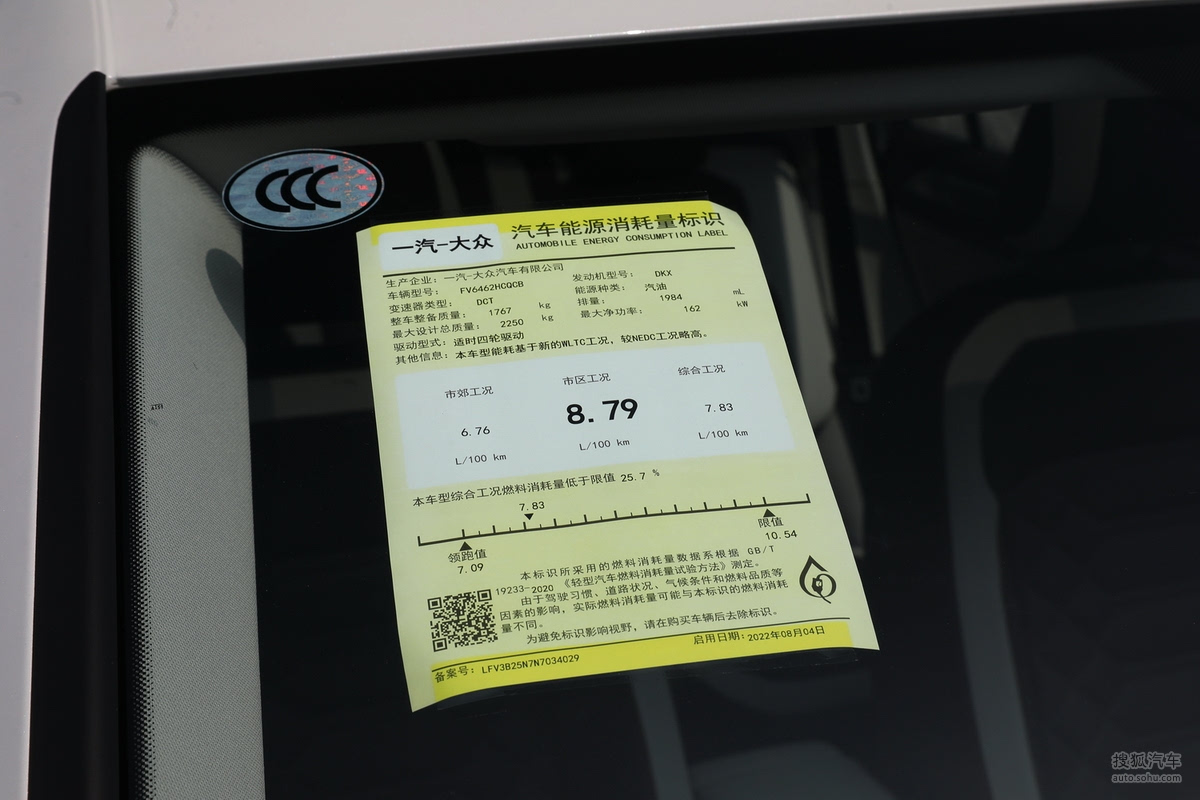 CCC
一汽-大众
汽车能源消耗量标识
AUTOMOBILE ENERGY CONSUMPTION LABEL
生产企业：一汽-大众汽车有限公司
车辆型号： FV6462HCQCB
发动机型号： DKX
变速器类型： DCT
能源种类： 汽油
整车整备质量： 1767 kg
排量： 1984 mL
最大设计总质量： 2250 kg
最大净功率： 162 kW
驱动型式：适时四轮驱动
其他信息：本车型能耗基于新的WLTC工况，较NEDC工况略高。
市郊工况 市区工况 综合工况
6.76 8.79 7.83
L/100 km L/100 km L/100 km
本车型综合工况燃料消耗量低于限值 25.7 %
7.83
领跑值 限值
7.09 10.54
本标识所采用的燃料消耗量数据系根据 GB/T
19233-2020 《轻型汽车燃料消耗量试验方法》测定。
由于驾驶习惯、道路状况、气候条件和燃料品质等
因素的影响，实际燃料消耗量可能与本标识的燃料消耗
量不同。
为避免标识影响视野，请在购买车辆后去除标识。
备案号：LFV3B25N7N7034029 启用日期：2022年08月04日
搜狐汽车
auto.sohu.com